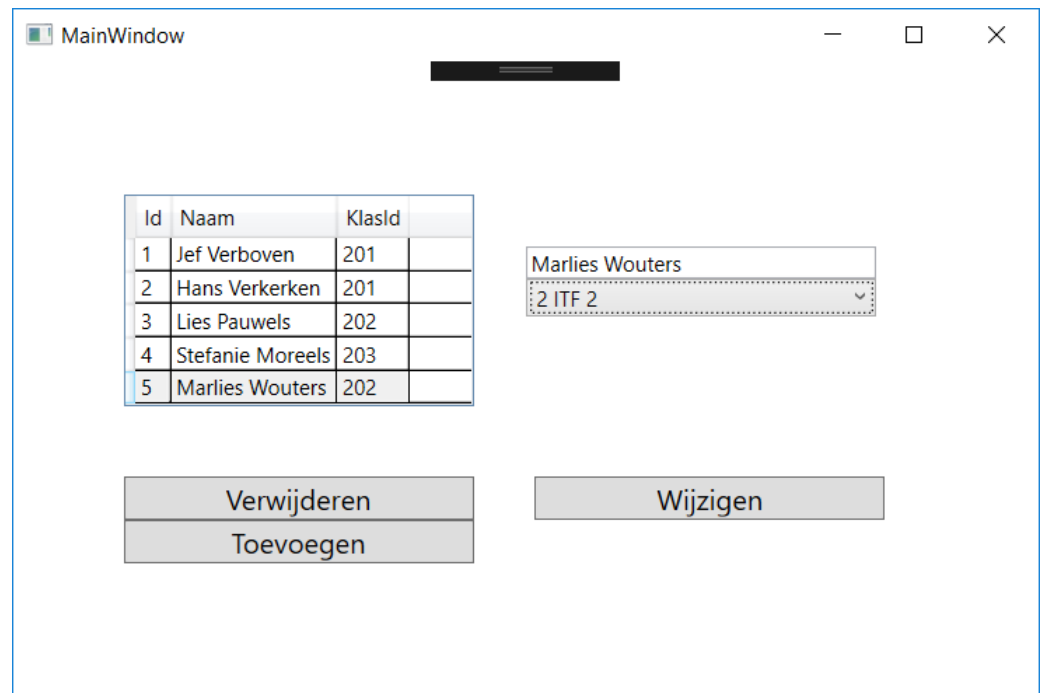 MainWindow
Id Naam KlasId
1 Jef Verboven 201
2 Hans Verkerken 201
3 Lies Pauwels 202
4 Stefanie Moreels 203
5 Marlies Wouters 202
Marlies Wouters
2 ITF 2
Verwijderen
Toevoegen
Wijzigen